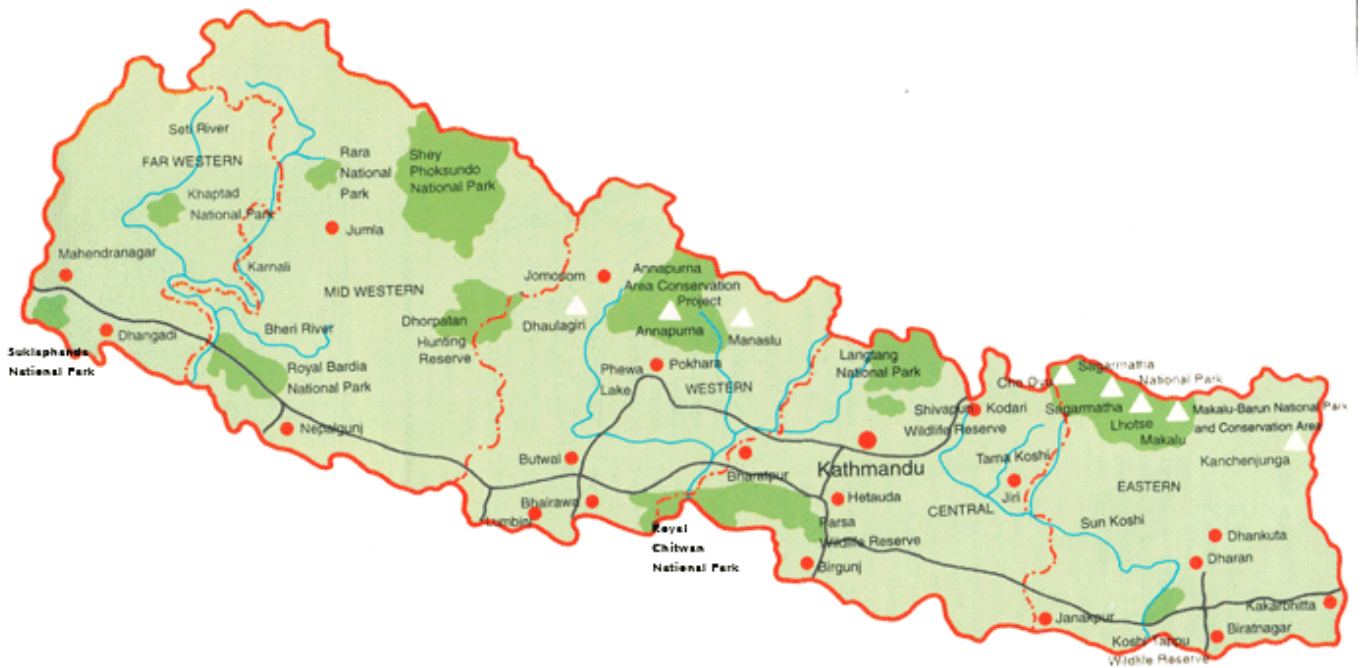 Seti River
FAR WESTERN
Khaptad
National Park
Rara
National
Park
Shey
Phoksundo
National Park
Jumla
Mahendranagar
Karnali
MID WESTERN
Jomosom
Annapurna
Area Conservation
Project
Dhaulagiri
Annapurna
Manaslu
Dhorpatan
Hunting
Reserve
Dhangadi
Bheri River
Suklaphanda
National Park
Royal Bardia
National Park
Phewa
Lake
Pokhara
WESTERN
Langtang
National Park
Cho Oyu
Sagarmatha
National Park
Shivapuri
Wildlife Reserve
Kodari
Sagarmatha
Lhotse
Makalu
Makalu-Barun National Park
and Conservation Area
Kanchenjunga
Nepalgunj
Butwal
Bharatpur
Kathmandu
Tama Koshi
Jiri
EASTERN
Bhairawa
Lumbini
Hetauda
CENTRAL
Sun Koshi
Royal
Chitwan
National Park
Parsa
Wildlife Reserve
Birgunj
Dhankuta
Dharan
Janakpur
Kakarbhitta
Biratnagar
Koshi Tappu
Wildlife Reserve